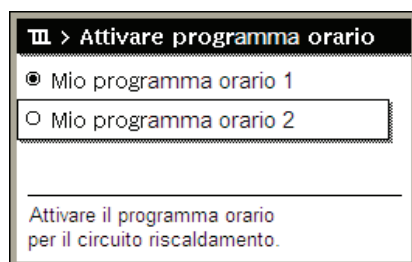 > Attivare programma orario
Mio programma orario 1
Mio programma orario 2
Attivare il programma orario
per il circuito riscaldamento.